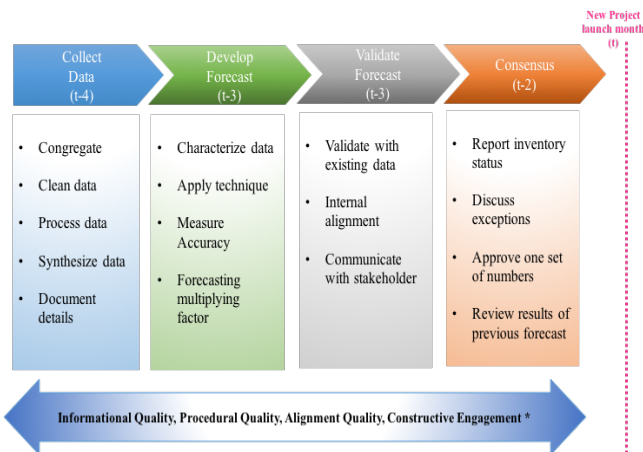 New Project
launch month
(t)
Collect
Data
(t-4)
Develop
Forecast
(t-3)
Validate
Forecast
(t-3)
Consensus
(t-2)
• Congregate
• Clean data
• Process data
• Synthesize data
• Document
details
• Characterize data
• Apply technique
• Measure
Accuracy
• Forecasting
multiplying
factor
• Validate with
existing data
• Internal
alignment
• Communicate
with stakeholder
• Report inventory
status
• Discuss
exceptions
• Approve one set
of numbers
• Review results of
previous forecast
Informational Quality, Procedural Quality, Alignment Quality, Constructive Engagement *